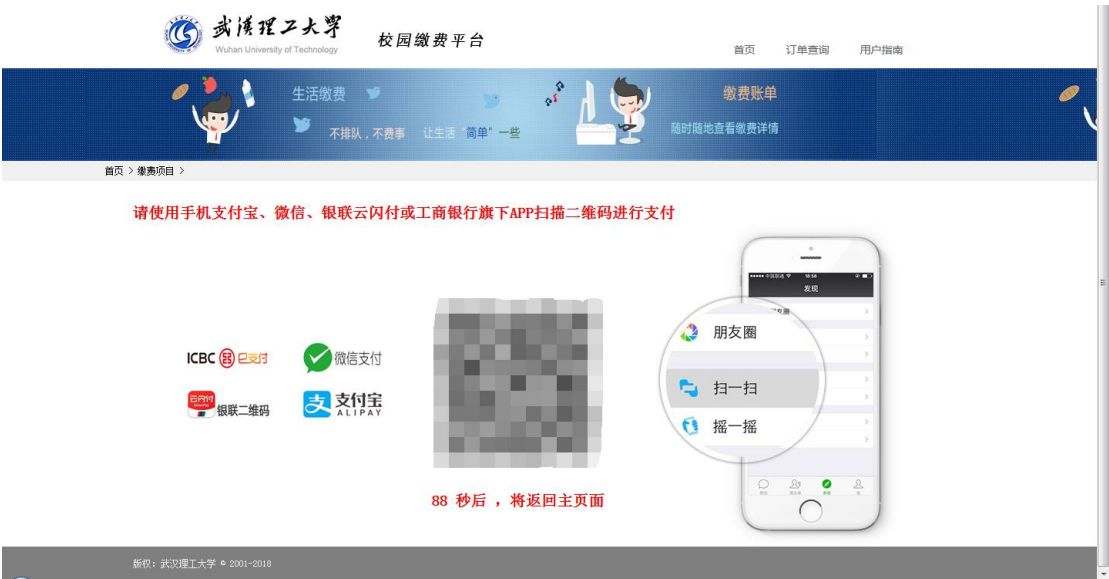 武汉理工大学
Wuhan University of Technology
校园缴费平台
首页 订单查询 用户指南
生活缴费
不排队，不费事 让生活“简单”一些
缴费账单
随时随地查看缴费详情
首页 > 缴费项目 >
请使用手机支付宝、微信、银联云闪付或工商银行旗下APP扫描二维码进行支付
ICBC e支付
微信支付
云闪付
银联二维码
支付宝
ALIPAY
发现
朋友圈
扫一扫
摇一摇
88 秒后 ，将返回主页面
版权：武汉理工大学 © 2001-2018